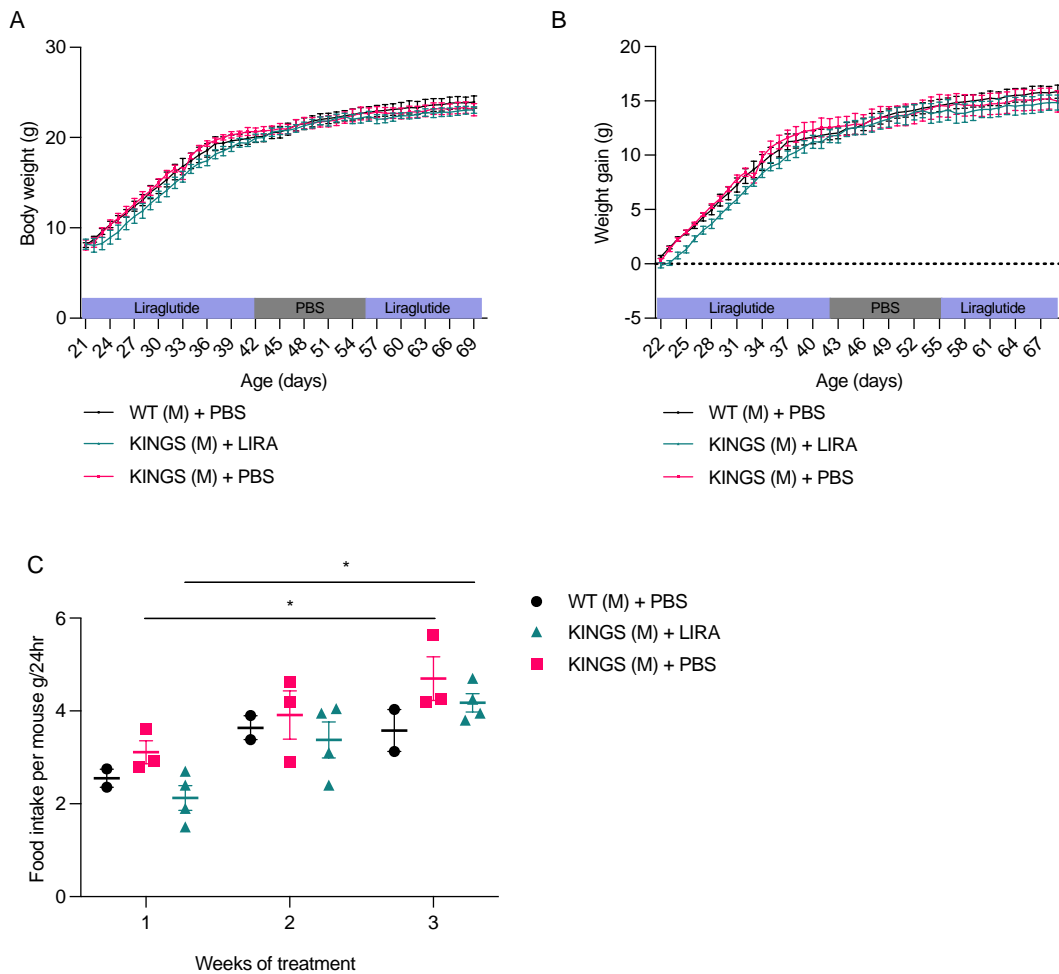 A
Body weight (g)
30
20
10
0
Liraglutide PBS Liraglutide
21 24 27 30 33 36 39 42 45 48 51 54 57 60 63 66 69
Age (days)
WT (M) + PBS
KINGS (M) + LIRA
KINGS (M) + PBS
B
Weight gain (g)
20
15
10
5
0
-5
Liraglutide PBS Liraglutide
22 25 28 31 34 37 40 43 46 49 52 55 58 61 64 67
Age (days)
WT (M) + PBS
KINGS (M) + LIRA
KINGS (M) + PBS
C
Food intake per mouse g/24hr
6
4
2
0
*
*
1 2 3
Weeks of treatment
WT (M) + PBS
KINGS (M) + LIRA
KINGS (M) + PBS